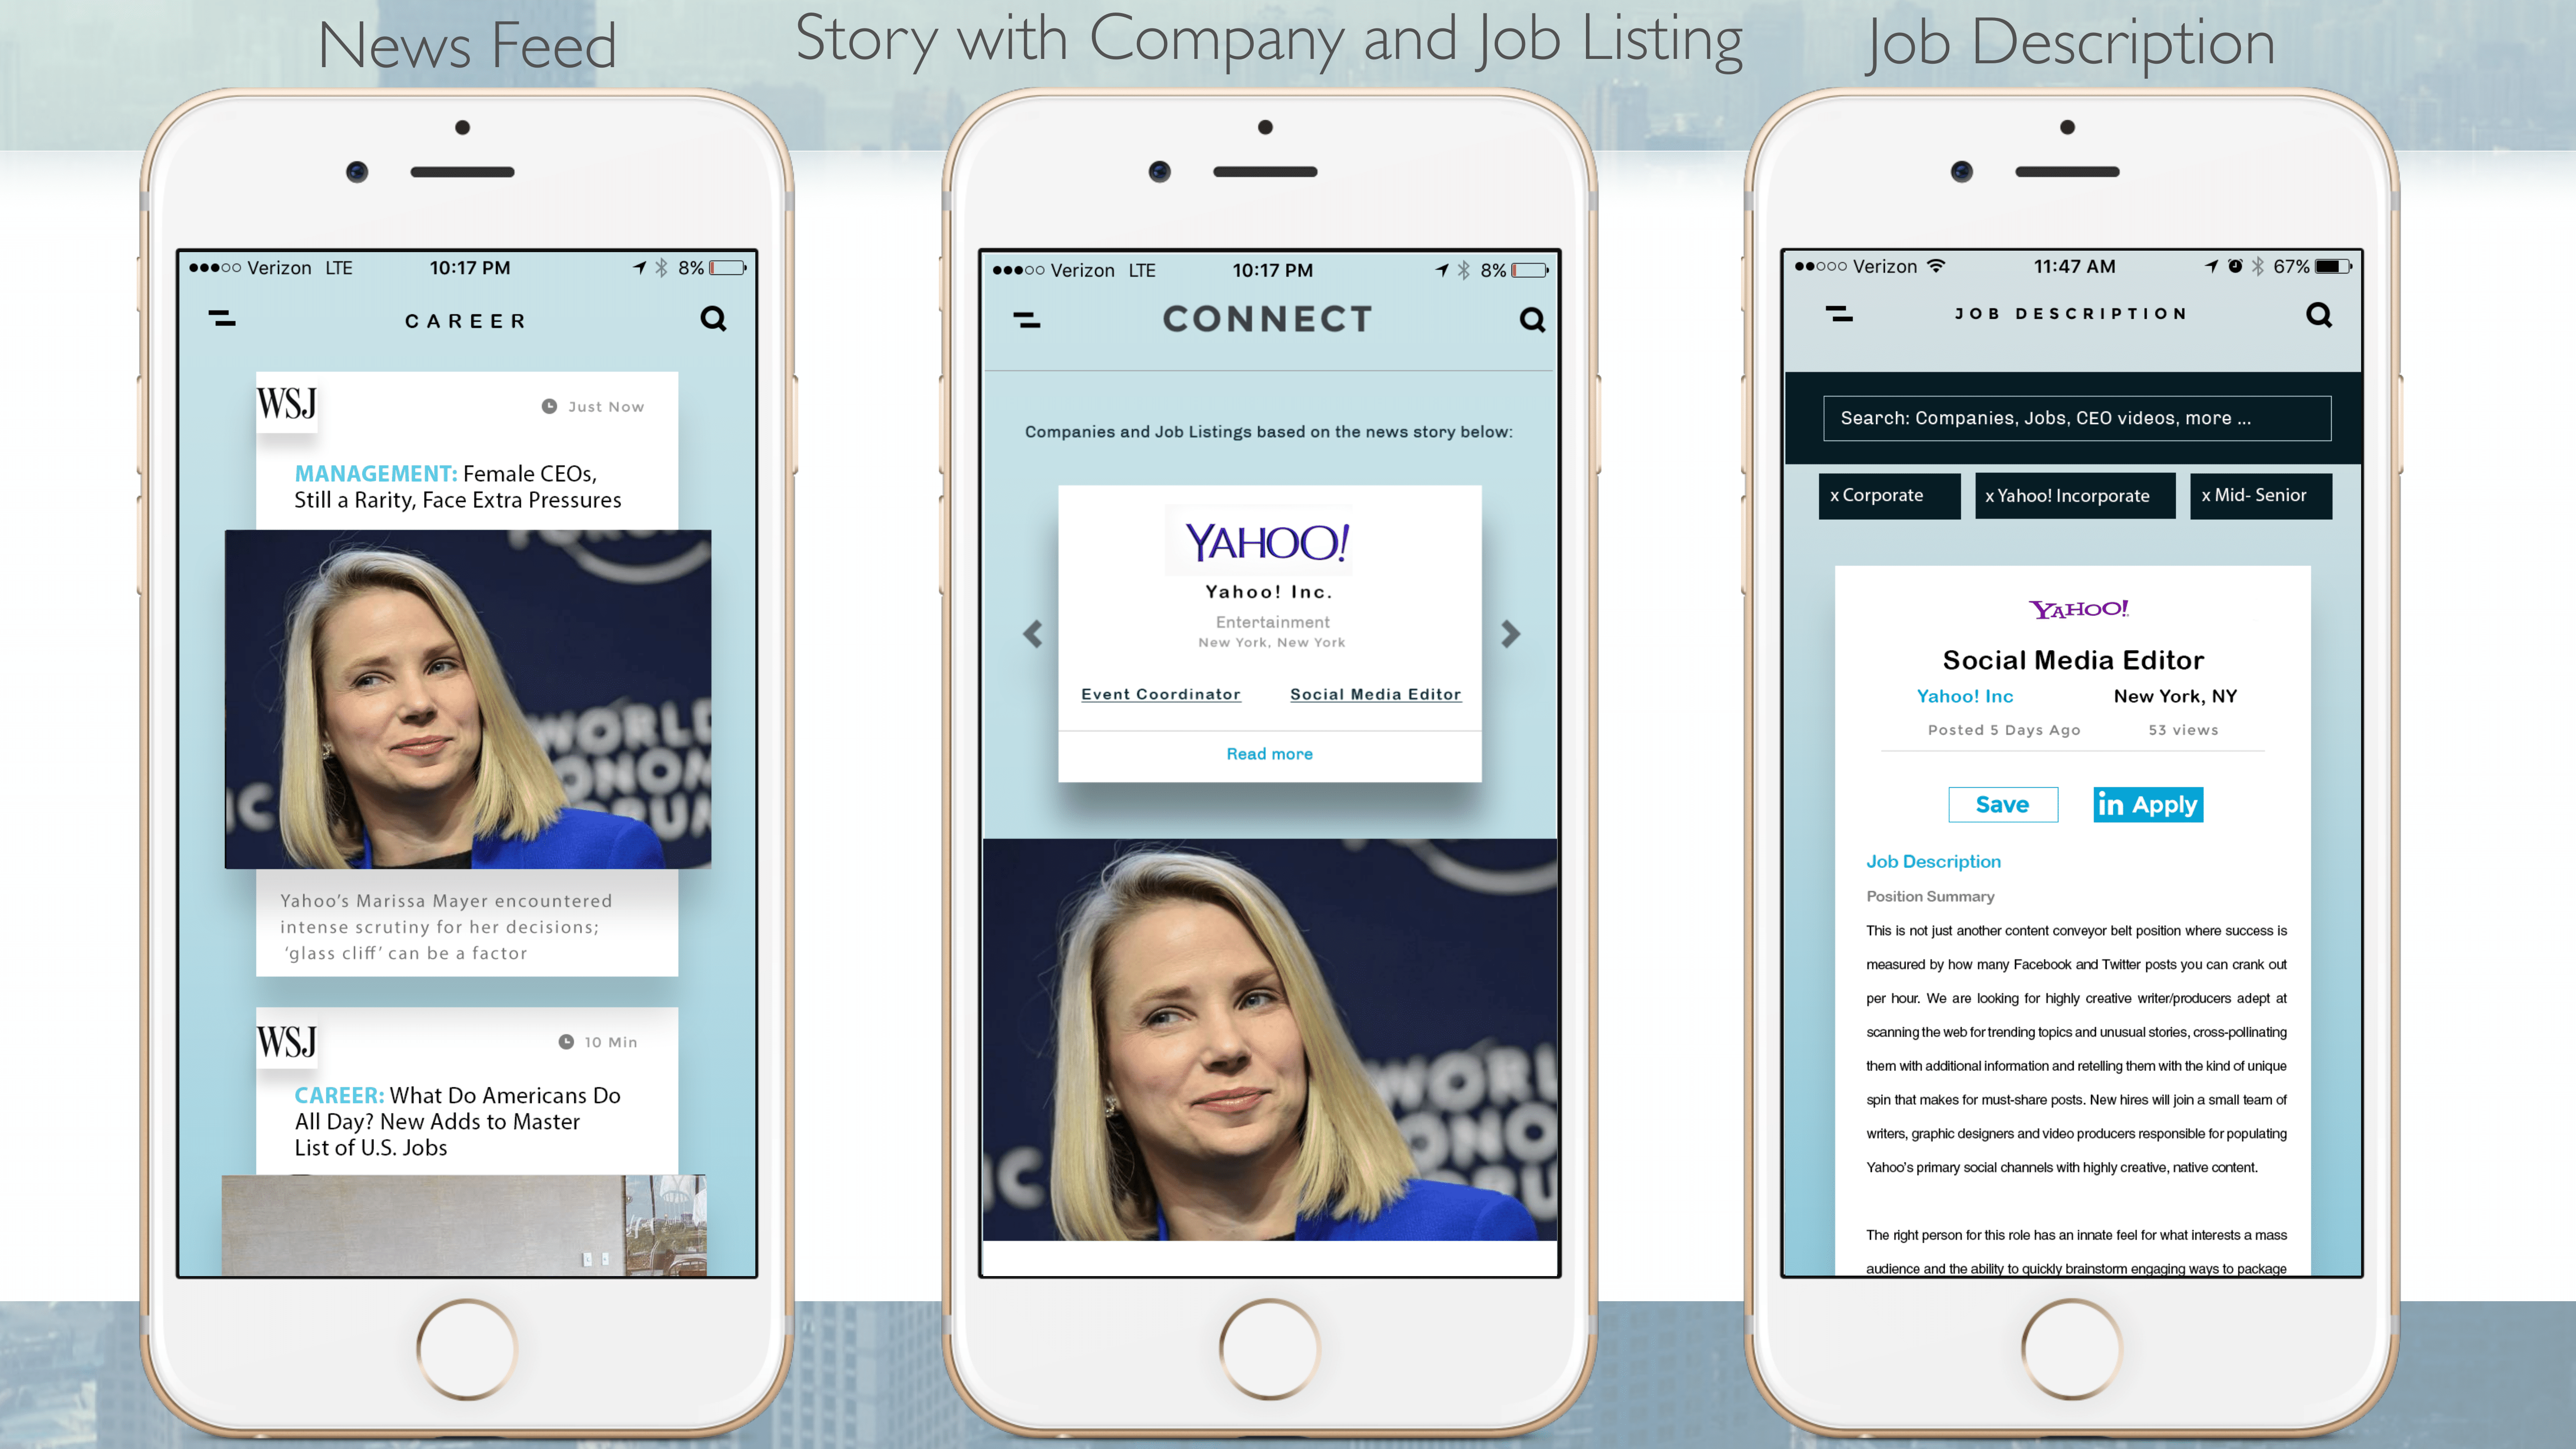 News Feed
Story with Company and Job Listing
Job Description
Verizon LTE
10:17 PM
8%
CAREER
WSJ
Just Now
MANAGEMENT: Female CEOs,
Still a Rarity, Face Extra Pressures
WORLD
ONOM
IC
RUM
Yahoo's Marissa Mayer encountered
intense scrutiny for her decisions;
'glass cliff' can be a factor
WSJ
10 Min
CAREER: What Do Americans Do
All Day? New Adds to Master
List of U.S. Jobs
Verizon LTE
10:17 PM
8%
CONNECT
Companies and Job Listings based on the news story below:
YAHOO!
Yahoo! Inc.
Entertainment
New York, New York
Event Coordinator
Social Media Editor
Read more
WORL
ONO
IC
RU
Verizon
11:47 AM
67%
JOB DESCRIPTION
Search: Companies, Jobs, CEO videos, more ...
x Corporate
x Yahoo! Incorporate
x Mid- Senior
YAHOO!
Social Media Editor
Yahoo! Inc
New York, NY
Posted 5 Days Ago
53 views
Save
in Apply
Job Description
Position Summary
This is not just another content conveyor belt position where success is
measured by how many Facebook and Twitter posts you can crank out
per hour. We are looking for highly creative writer/producers adept at
scanning the web for trending topics and unusual stories, cross-pollinating
them with additional information and retelling them with the kind of unique
spin that makes for must-share posts. New hires will join a small team of
writers, graphic designers and video producers responsible for populating
Yahoo's primary social channels with highly creative, native content.
The right person for this role has an innate feel for what interests a mass
audience and the ability to quickly brainstorm engaging ways to package